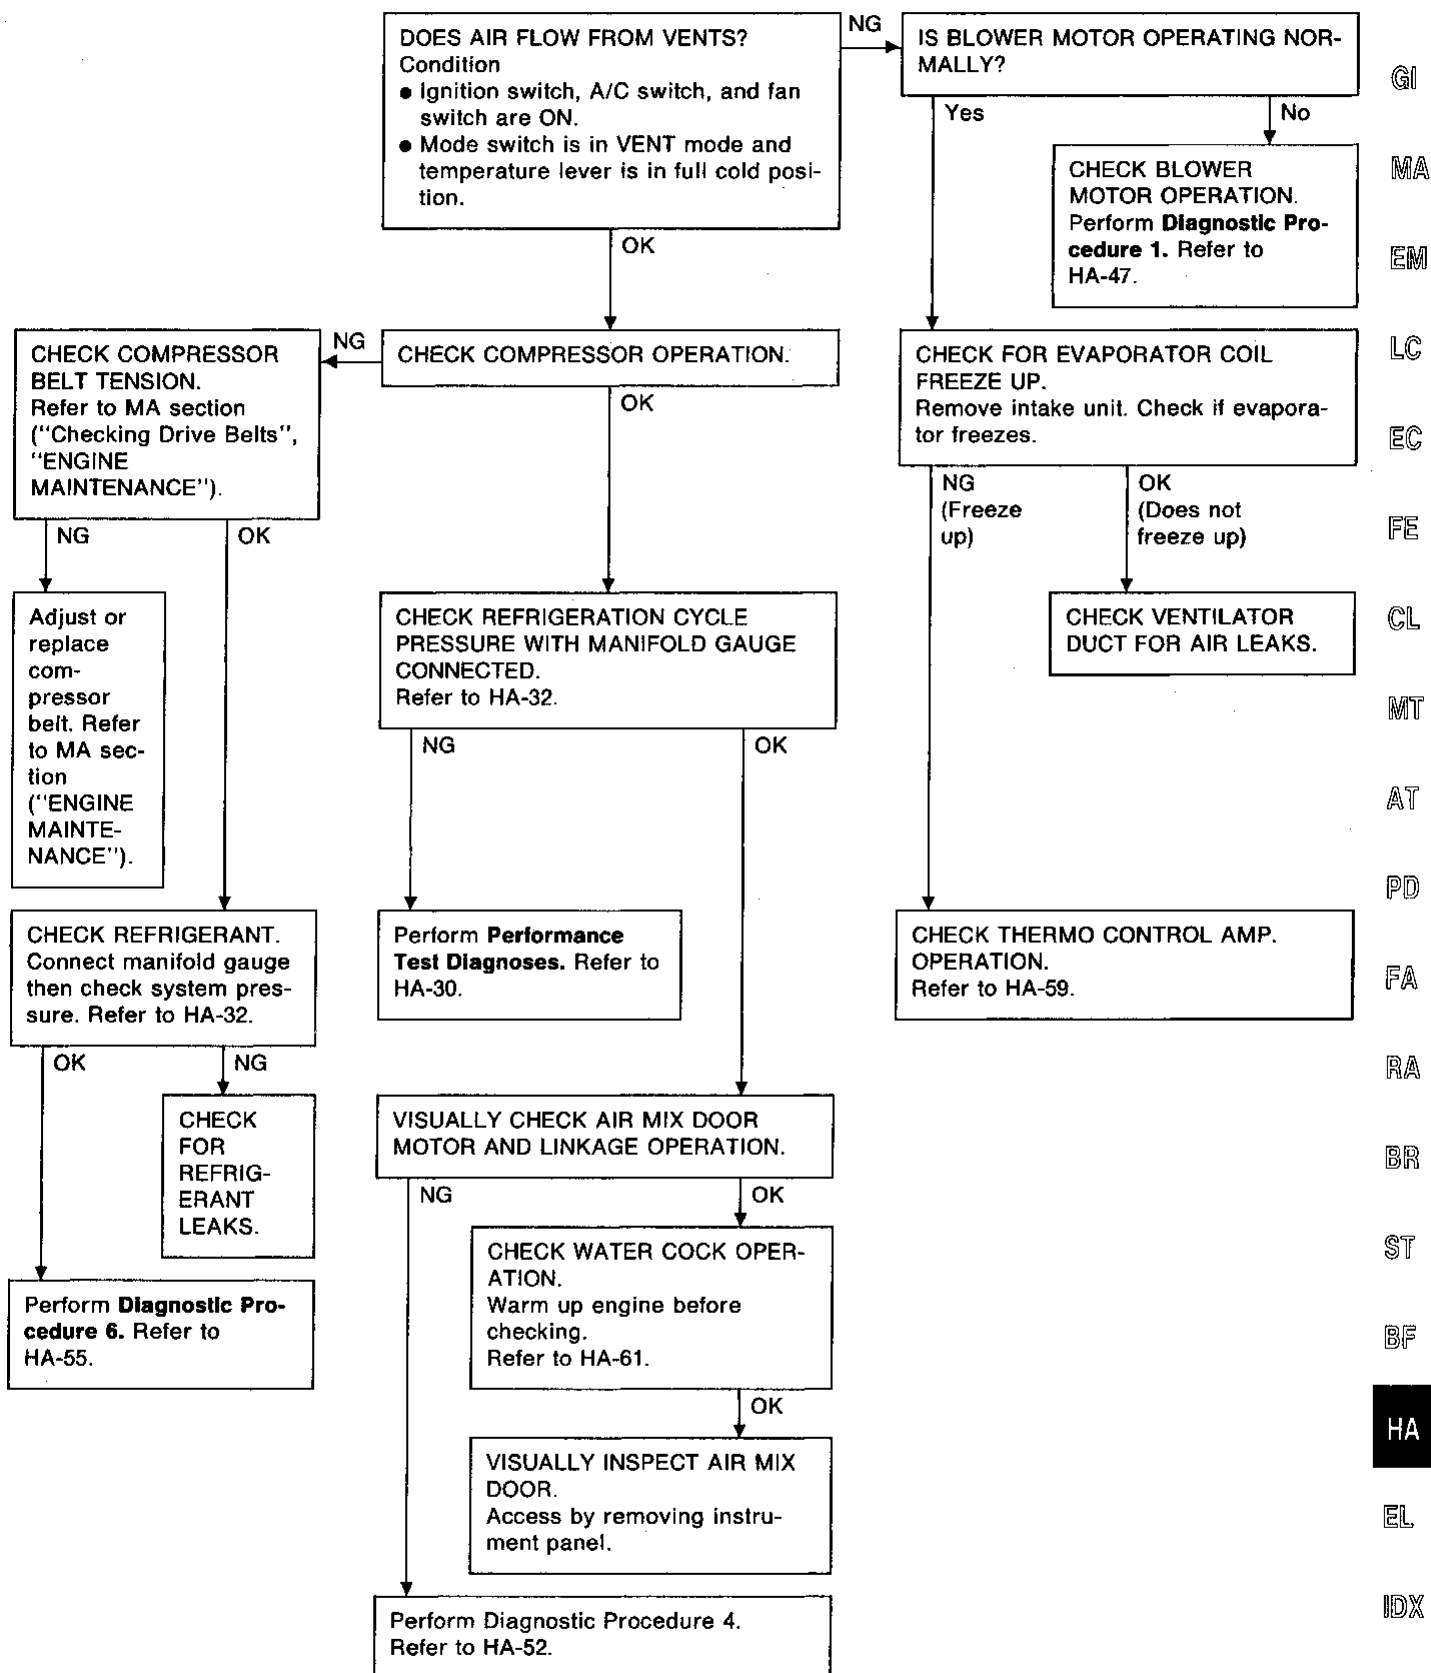 DOES AIR FLOW FROM VENTS?
Condition
● Ignition switch, A/C switch, and fan
switch are ON.
● Mode switch is in VENT mode and
temperature lever is in full cold posi-
tion.
NG
IS BLOWER MOTOR OPERATING NOR-
MALLY?
Yes
No
CHECK BLOWER
MOTOR OPERATION.
Perform Diagnostic Pro-
cedure 1. Refer to
HA-47.
OK
CHECK COMPRESSOR OPERATION.
NG
CHECK COMPRESSOR
BELT TENSION.
Refer to MA section
("Checking Drive Belts",
"ENGINE
MAINTENANCE").
OK
CHECK FOR EVAPORATOR COIL
FREEZE UP.
Remove intake unit. Check if evapora-
tor freezes.
NG
(Freeze
up)
OK
(Does not
freeze up)
NG
OK
Adjust or
replace
com-
pressor
belt. Refer
to MA sec-
tion
("ENGINE
MAINTE-
NANCE").
CHECK REFRIGERATION CYCLE
PRESSURE WITH MANIFOLD GAUGE
CONNECTED.
Refer to HA-32.
CHECK VENTILATOR
DUCT FOR AIR LEAKS.
NG
OK
CHECK REFRIGERANT.
Connect manifold gauge
then check system pres-
sure. Refer to HA-32.
Perform Performance
Test Diagnoses. Refer to
HA-30.
CHECK THERMO CONTROL AMP.
OPERATION.
Refer to HA-59.
OK
NG
CHECK
FOR
REFRIG-
ERANT
LEAKS.
VISUALLY CHECK AIR MIX DOOR
MOTOR AND LINKAGE OPERATION.
NG
OK
CHECK WATER COCK OPER-
ATION.
Warm up engine before
checking.
Refer to HA-61.
Perform Diagnostic Pro-
cedure 6. Refer to
HA-55.
OK
VISUALLY INSPECT AIR MIX
DOOR.
Access by removing instru-
ment panel.
Perform Diagnostic Procedure 4.
Refer to HA-52.
GI
MA
EM
LC
EC
FE
CL
MT
AT
PD
FA
RA
BR
ST
BF
HA
EL
IDX